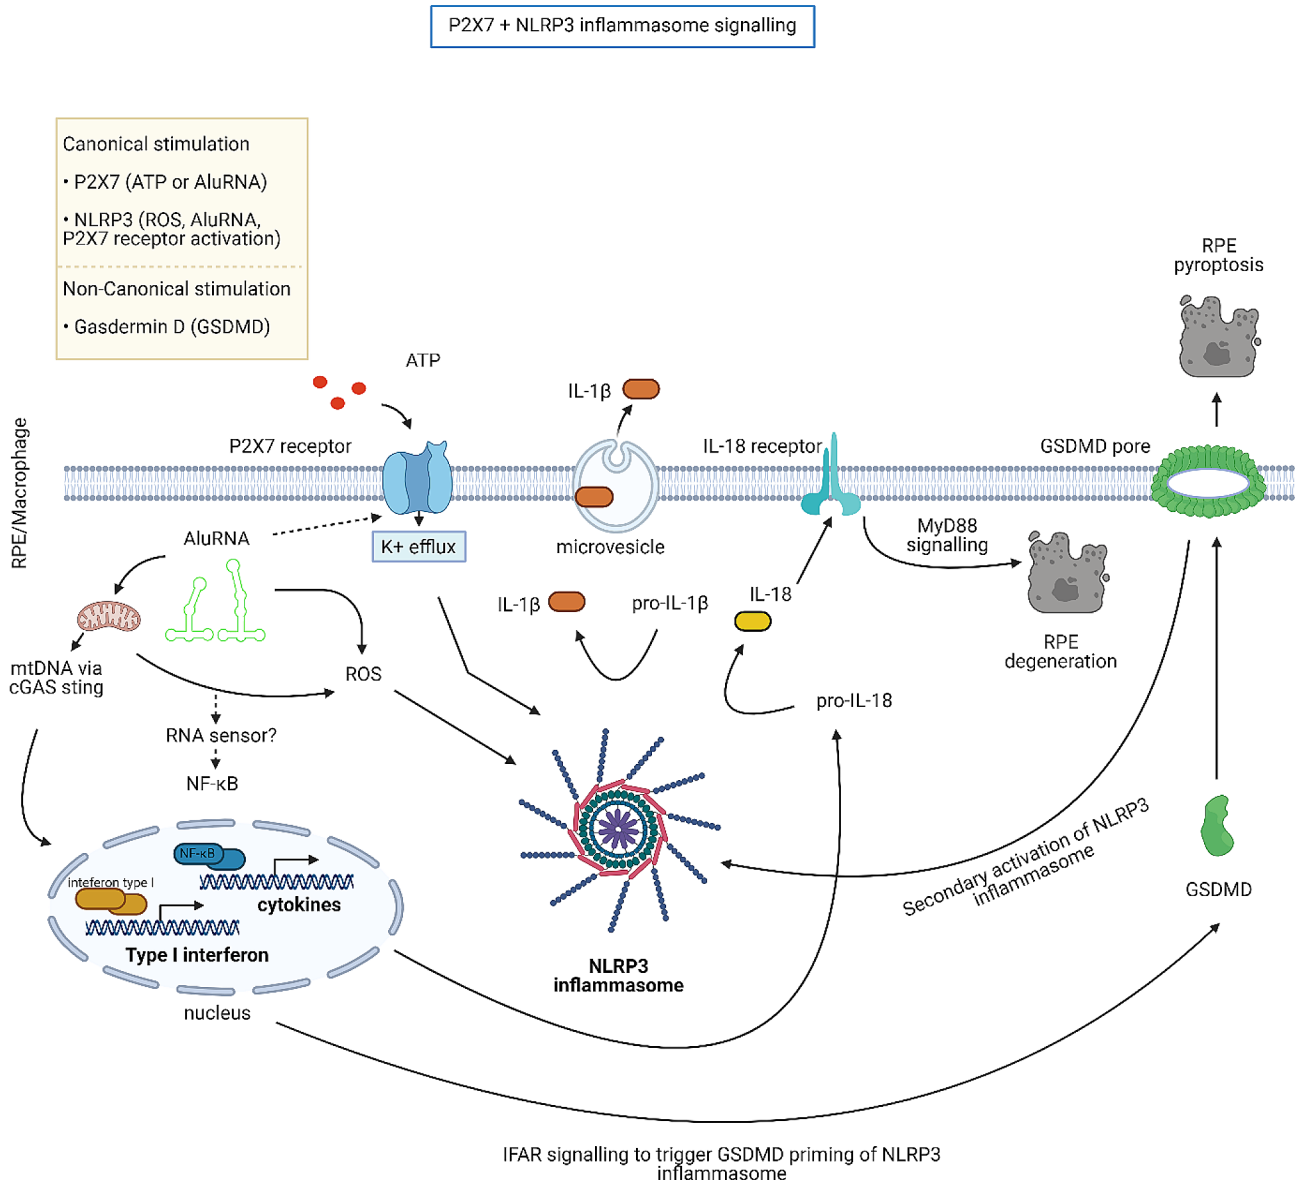 P2X7 + NLRP3 inflammasome signalling
Canonical stimulation
• P2X7 (ATP or AluRNA)
• NLRP3 (ROS, AluRNA,
P2X7 receptor activation)
Non-Canonical stimulation
• Gasdermin D (GSDMD)
RPE
pyroptosis
ATP
IL-1β
RPE/Macrophage
P2X7 receptor
IL-18 receptor
GSDMD pore
AluRNA
K+ efflux
microvesicle
MyD88
signalling
IL-1β
pro-IL-1β
IL-18
RPE
degeneration
mtDNA via
cGAS sting
ROS
pro-IL-18
RNA sensor?
NF-κB
NF-κB
inteferon type I
cytokines
Type I interferon
nucleus
NLRP3
inflammasome
Secondary activation of NLRP3
inflammasome
GSDMD
IFAR signalling to trigger GSDMD priming of NLRP3
inflammasome